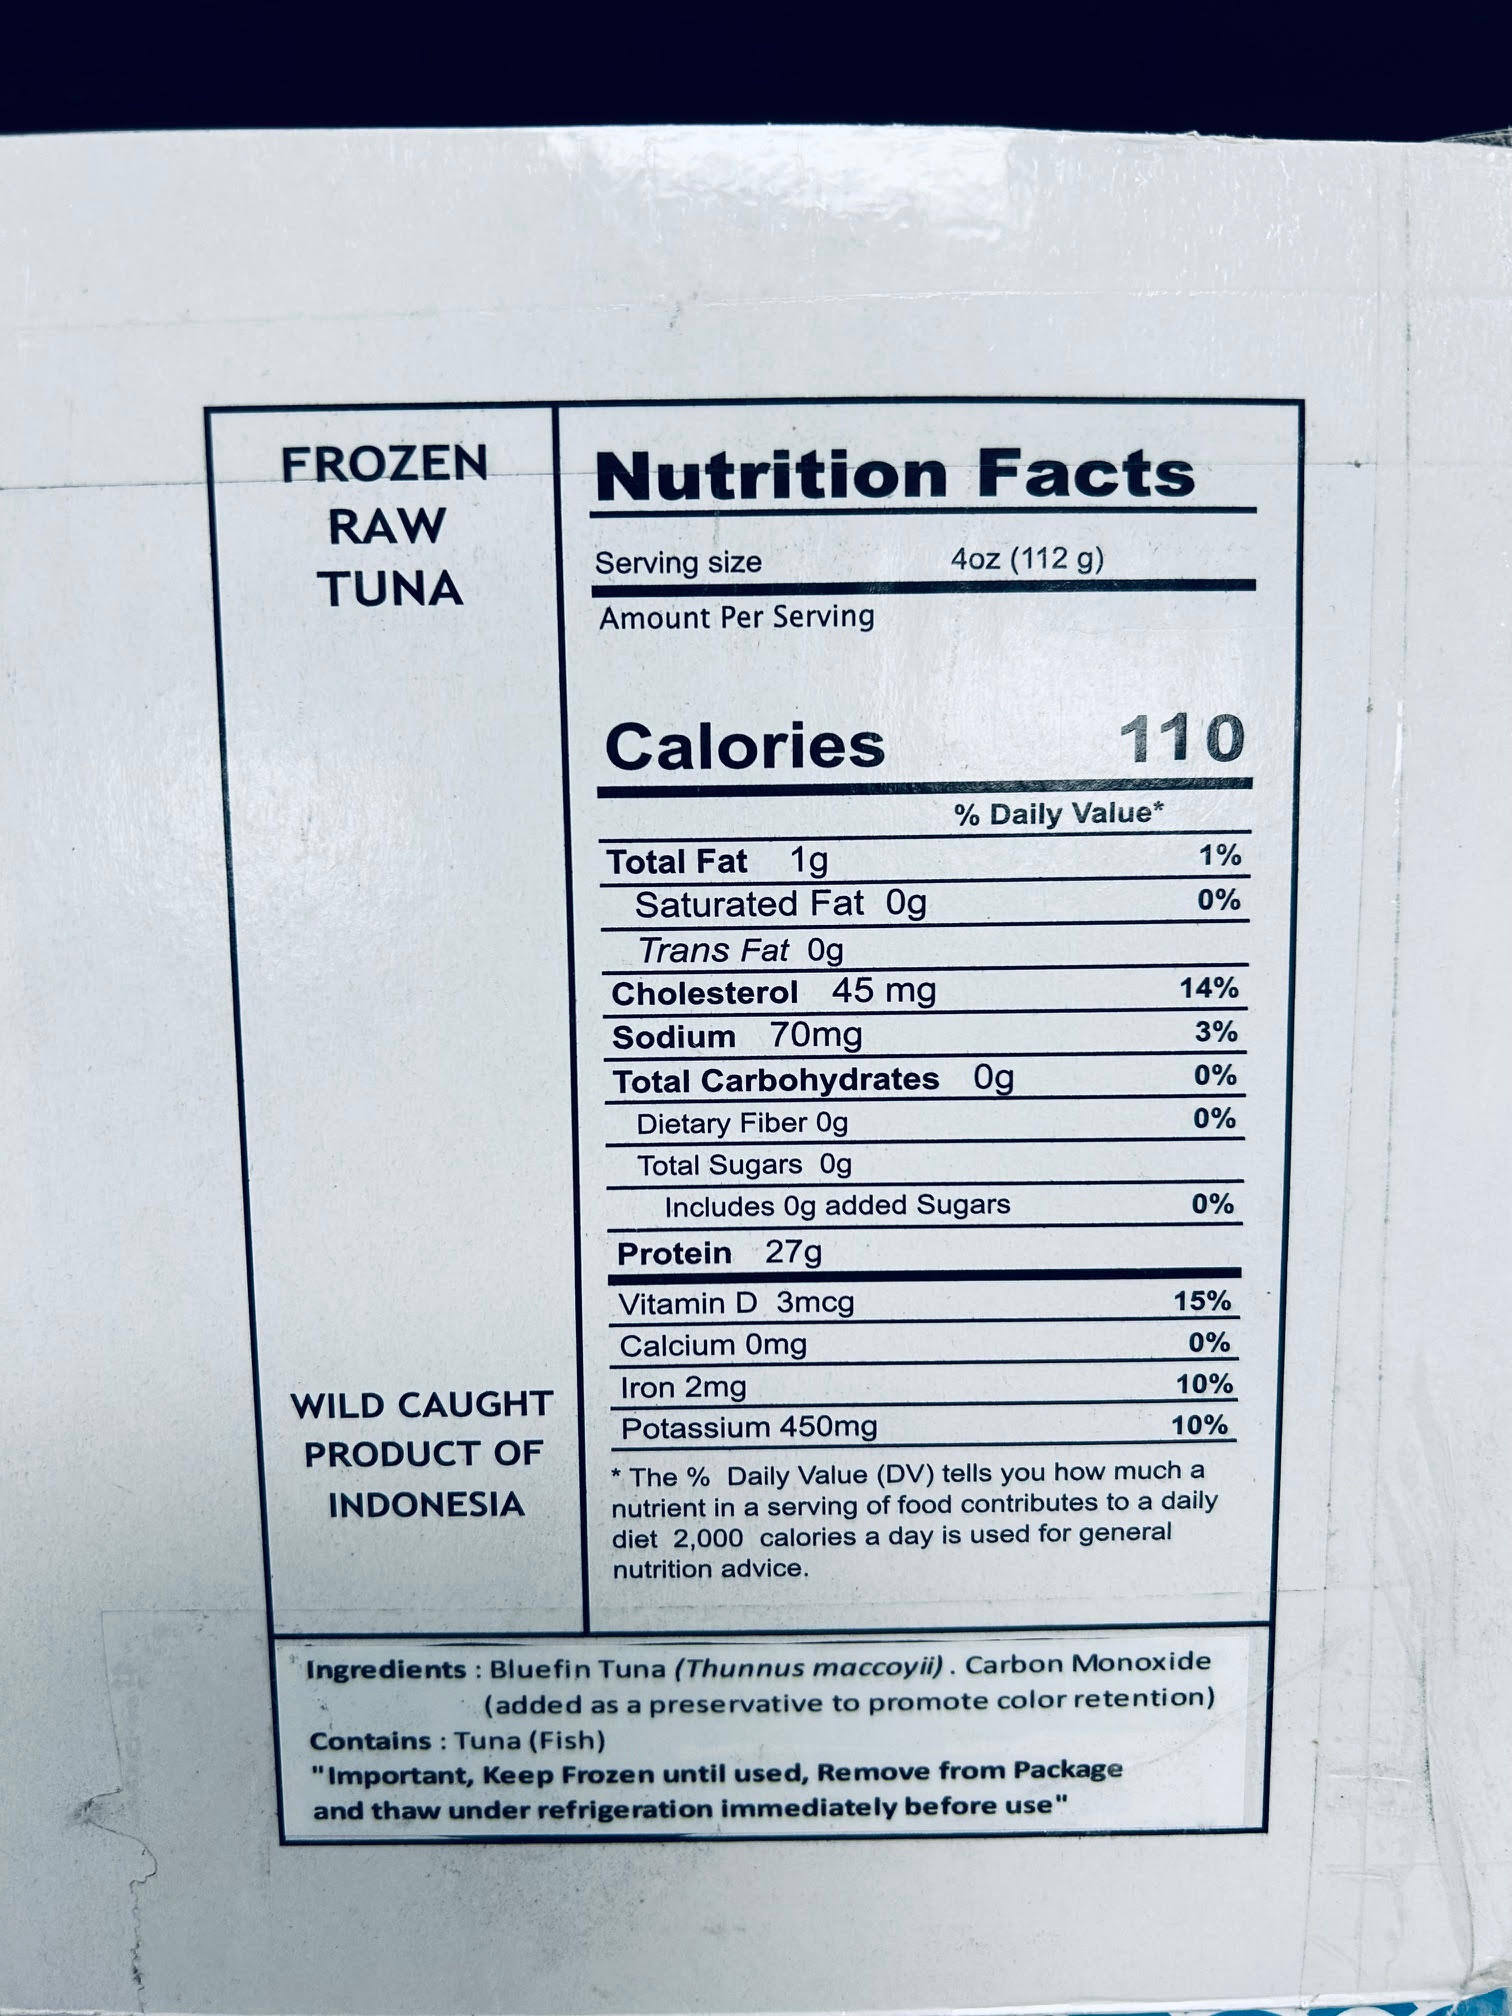 FROZEN
RAW
TUNA
WILD CAUGHT
PRODUCT OF
INDONESIA
Nutrition Facts
Serving size 4oz (112 g)
Amount Per Serving
Calories 110
% Daily Value*
Total Fat 1g 1%
Saturated Fat 0g 0%
Trans Fat 0g
Cholesterol 45 mg 14%
Sodium 70mg 3%
Total Carbohydrates 0g 0%
Dietary Fiber 0g 0%
Total Sugars 0g
Includes 0g added Sugars 0%
Protein 27g
Vitamin D 3mcg 15%
Calcium 0mg 0%
Iron 2mg 10%
Potassium 450mg 10%
* The % Daily Value (DV) tells you how much a
nutrient in a serving of food contributes to a daily
diet 2,000 calories a day is used for general
nutrition advice.
Ingredients : Bluefin Tuna (Thunnus maccoyii) . Carbon Monoxide
(added as a preservative to promote color retention)
Contains : Tuna (Fish)
"Important, Keep Frozen until used, Remove from Package
and thaw under refrigeration immediately before use"